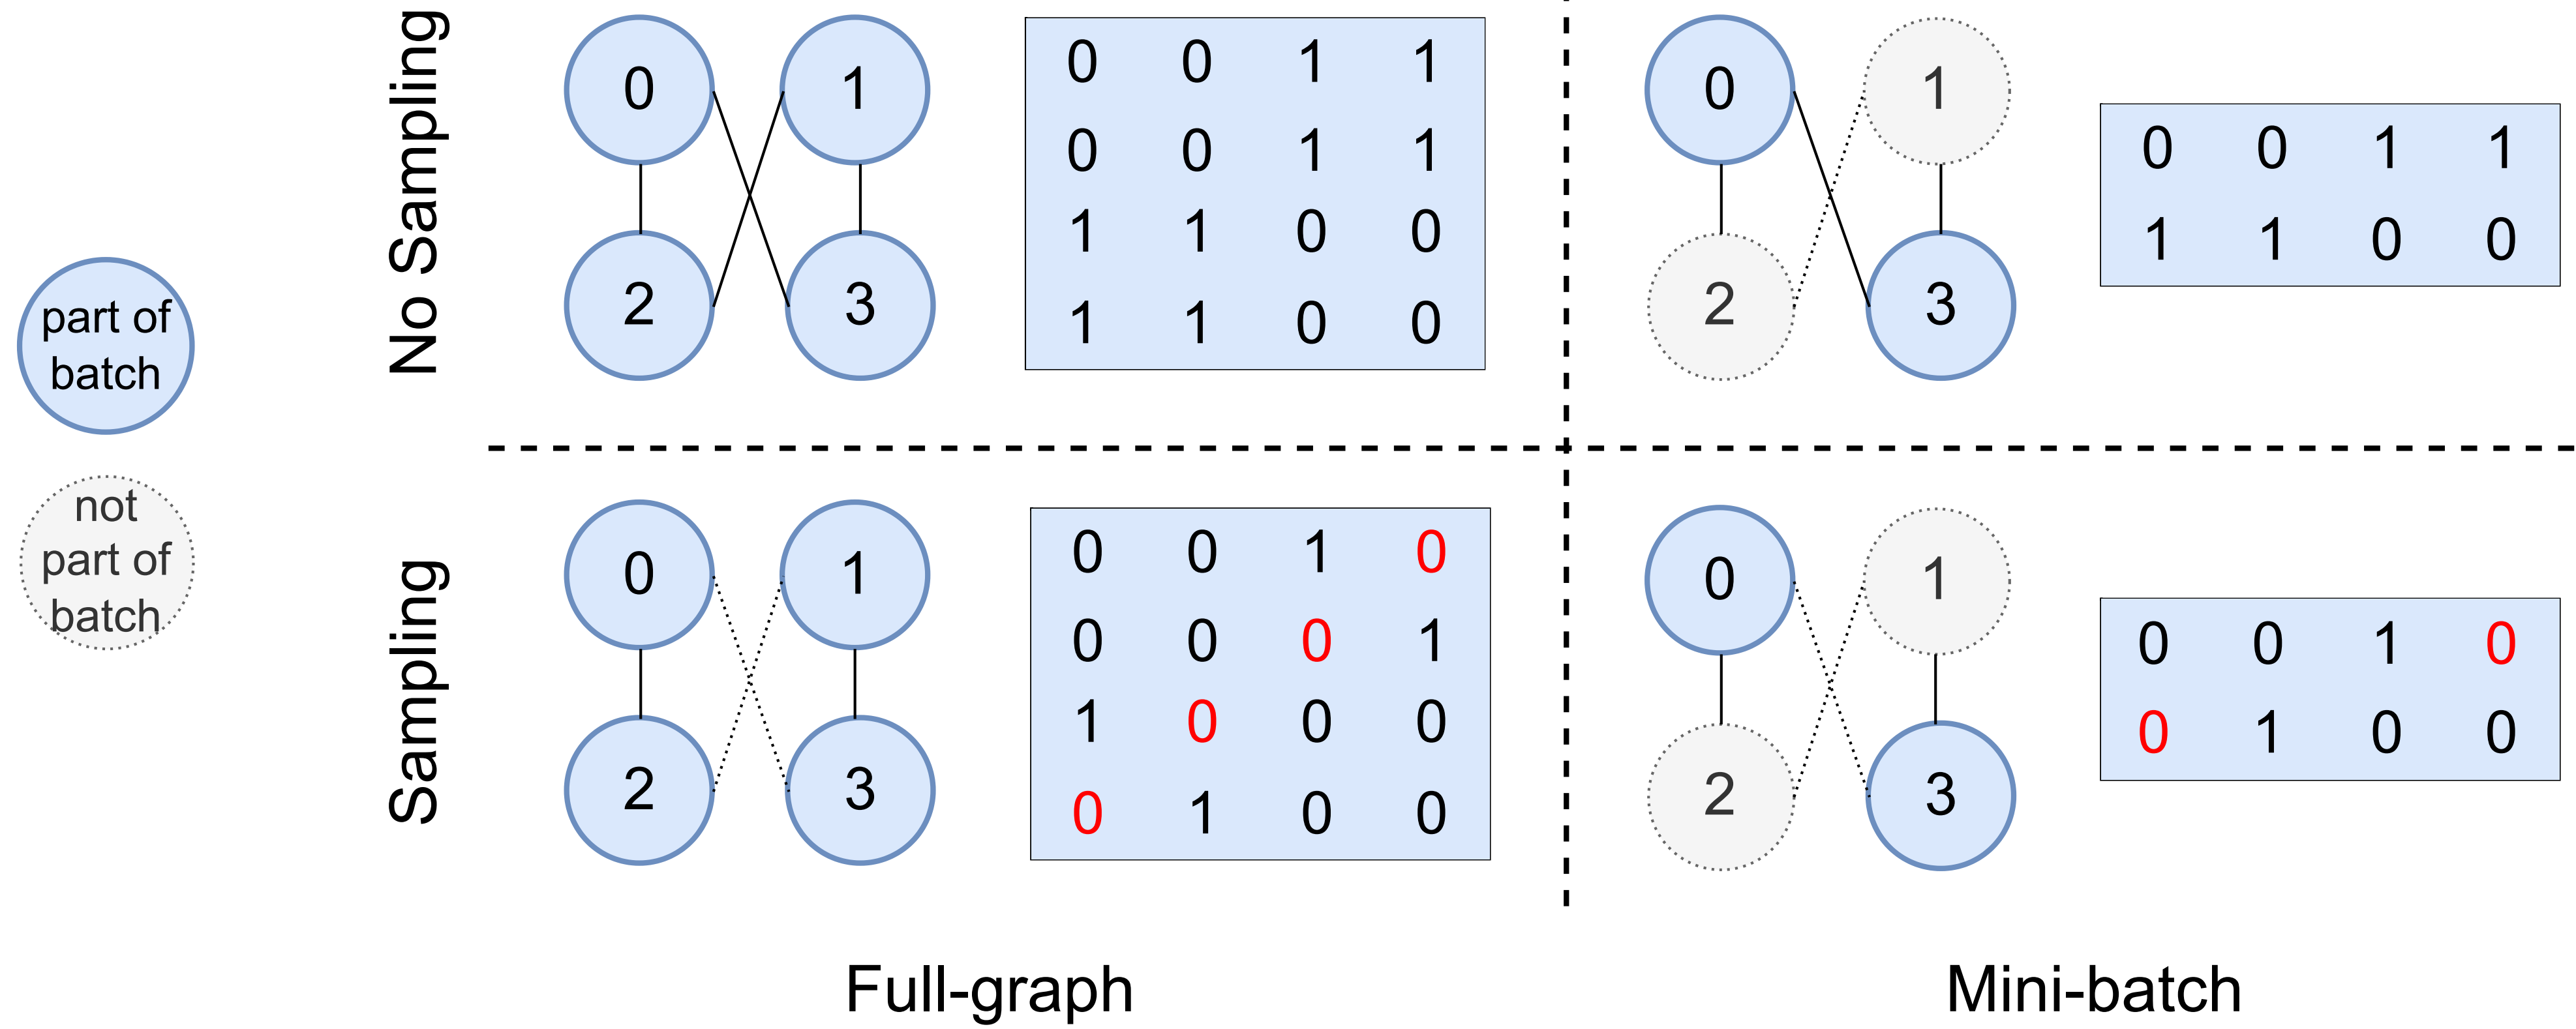 part of
batch
not
part of
batch
No Sampling
0 1
2 3
0 0 1 1
0 0 1 1
1 1 0 0
1 1 0 0
0 1
2 3
0 0 1 1
1 1 0 0
Sampling
0 1
2 3
0 0 1 0
0 0 0 1
1 0 0 0
0 1 0 0
0 1
2 3
0 0 1 0
0 1 0 0
Full-graph
Mini-batch